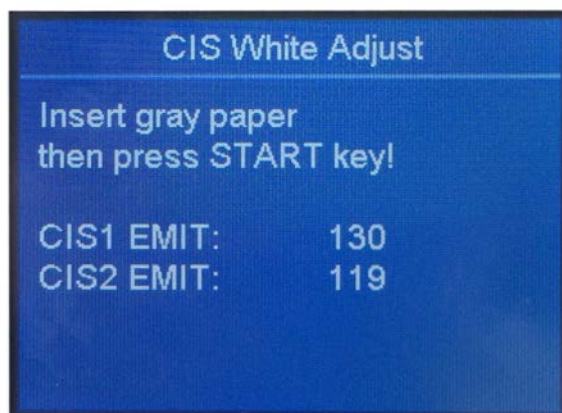 CIS White Adjust
Insert gray paper
then press START key!
CIS1 EMIT: 130
CIS2 EMIT: 119